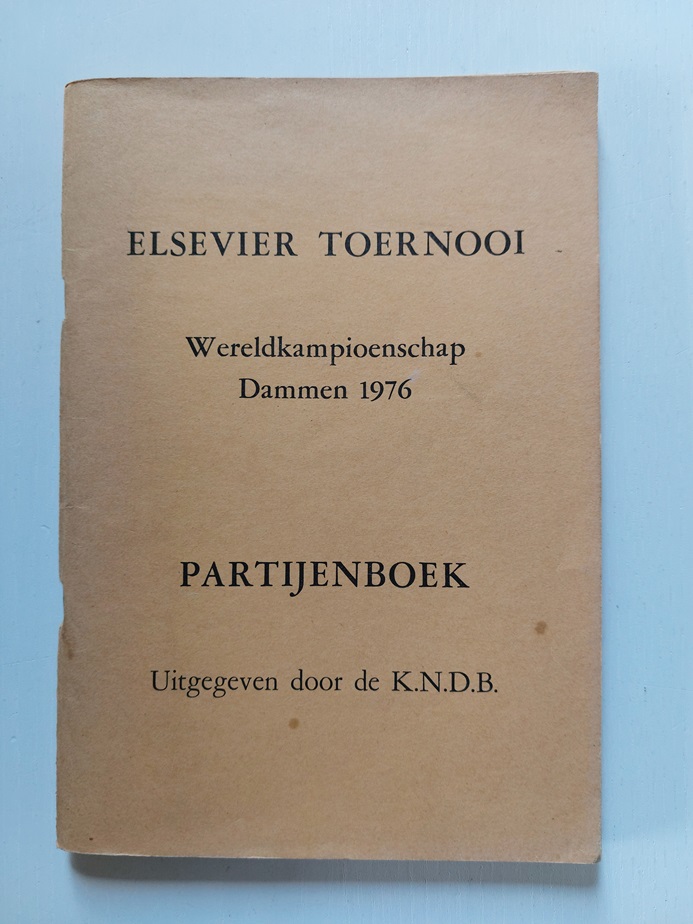 ELSEVIER TOERNOOI
Wereldkampioenschap
Dammen 1976
PARTIJENBOEK
Uitgegeven door de K.N.D.B.